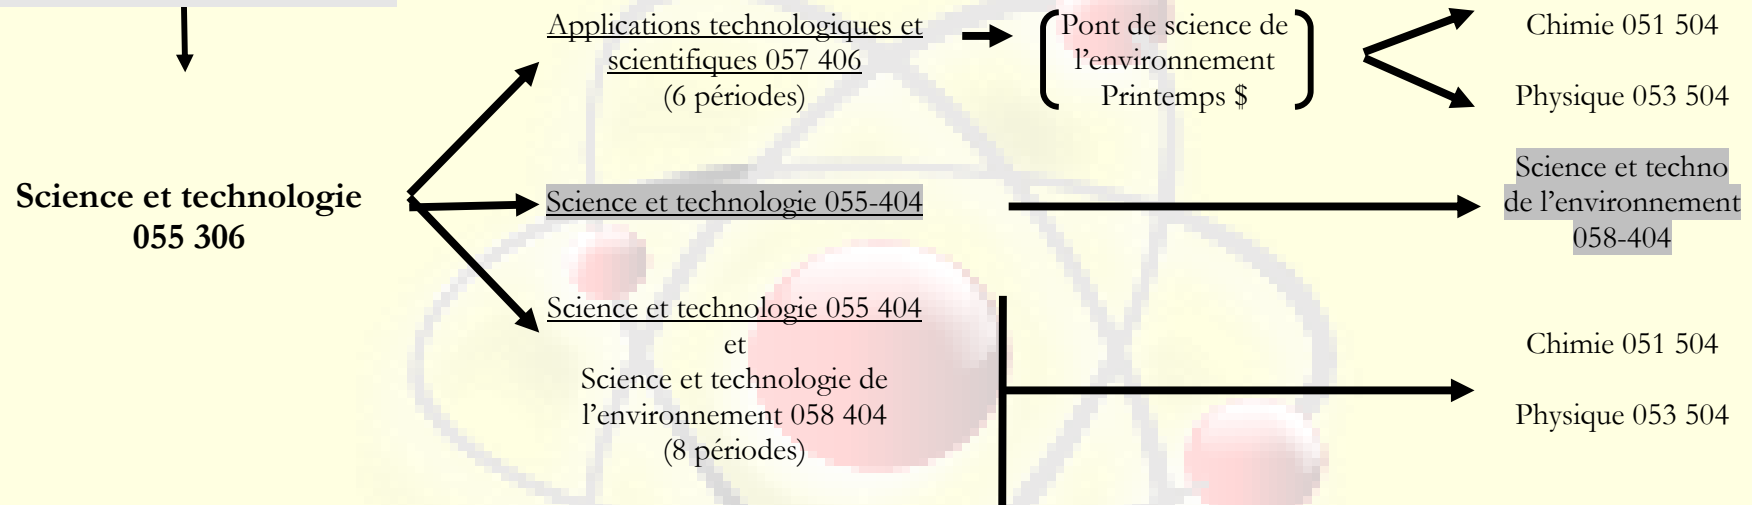 Science et technologie
055 306
Applications technologiques et
scientifiques 057 406
(6 périodes)
Pont de science de
l’environnement
Printemps $
Chimie 051 504
Physique 053 504
Science et technologie 055-404
Science et techno
de l’environnement
058-404
Science et technologie 055 404
et
Science et technologie de
l’environnement 058 404
(8 périodes)
Chimie 051 504
Physique 053 504